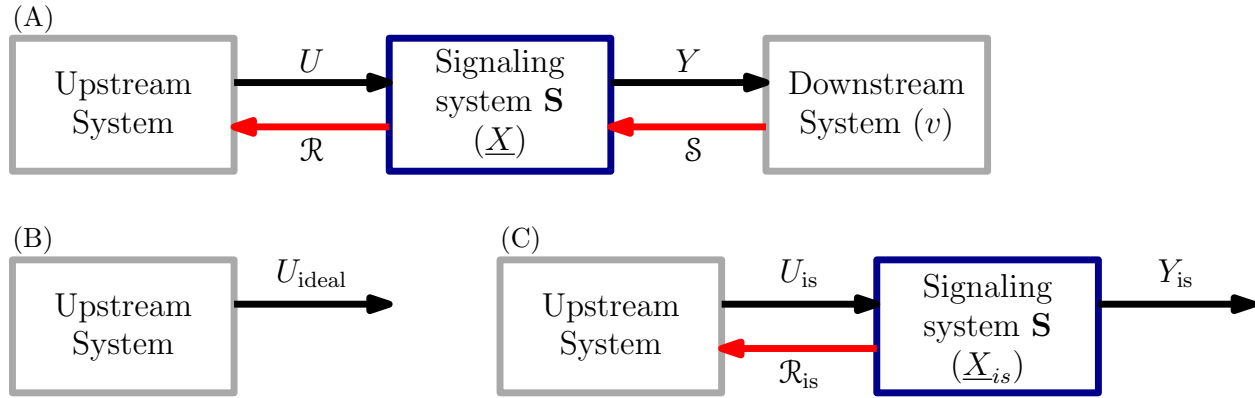 (A)
Upstream
System
U
ℛ
Signaling
system S
(X)
Y
𝒮
Downstream
System (v)
(B)
Upstream
System
U_ideal
(C)
Upstream
System
U_is
ℛ_is
Signaling
system S
(X_is)
Y_is